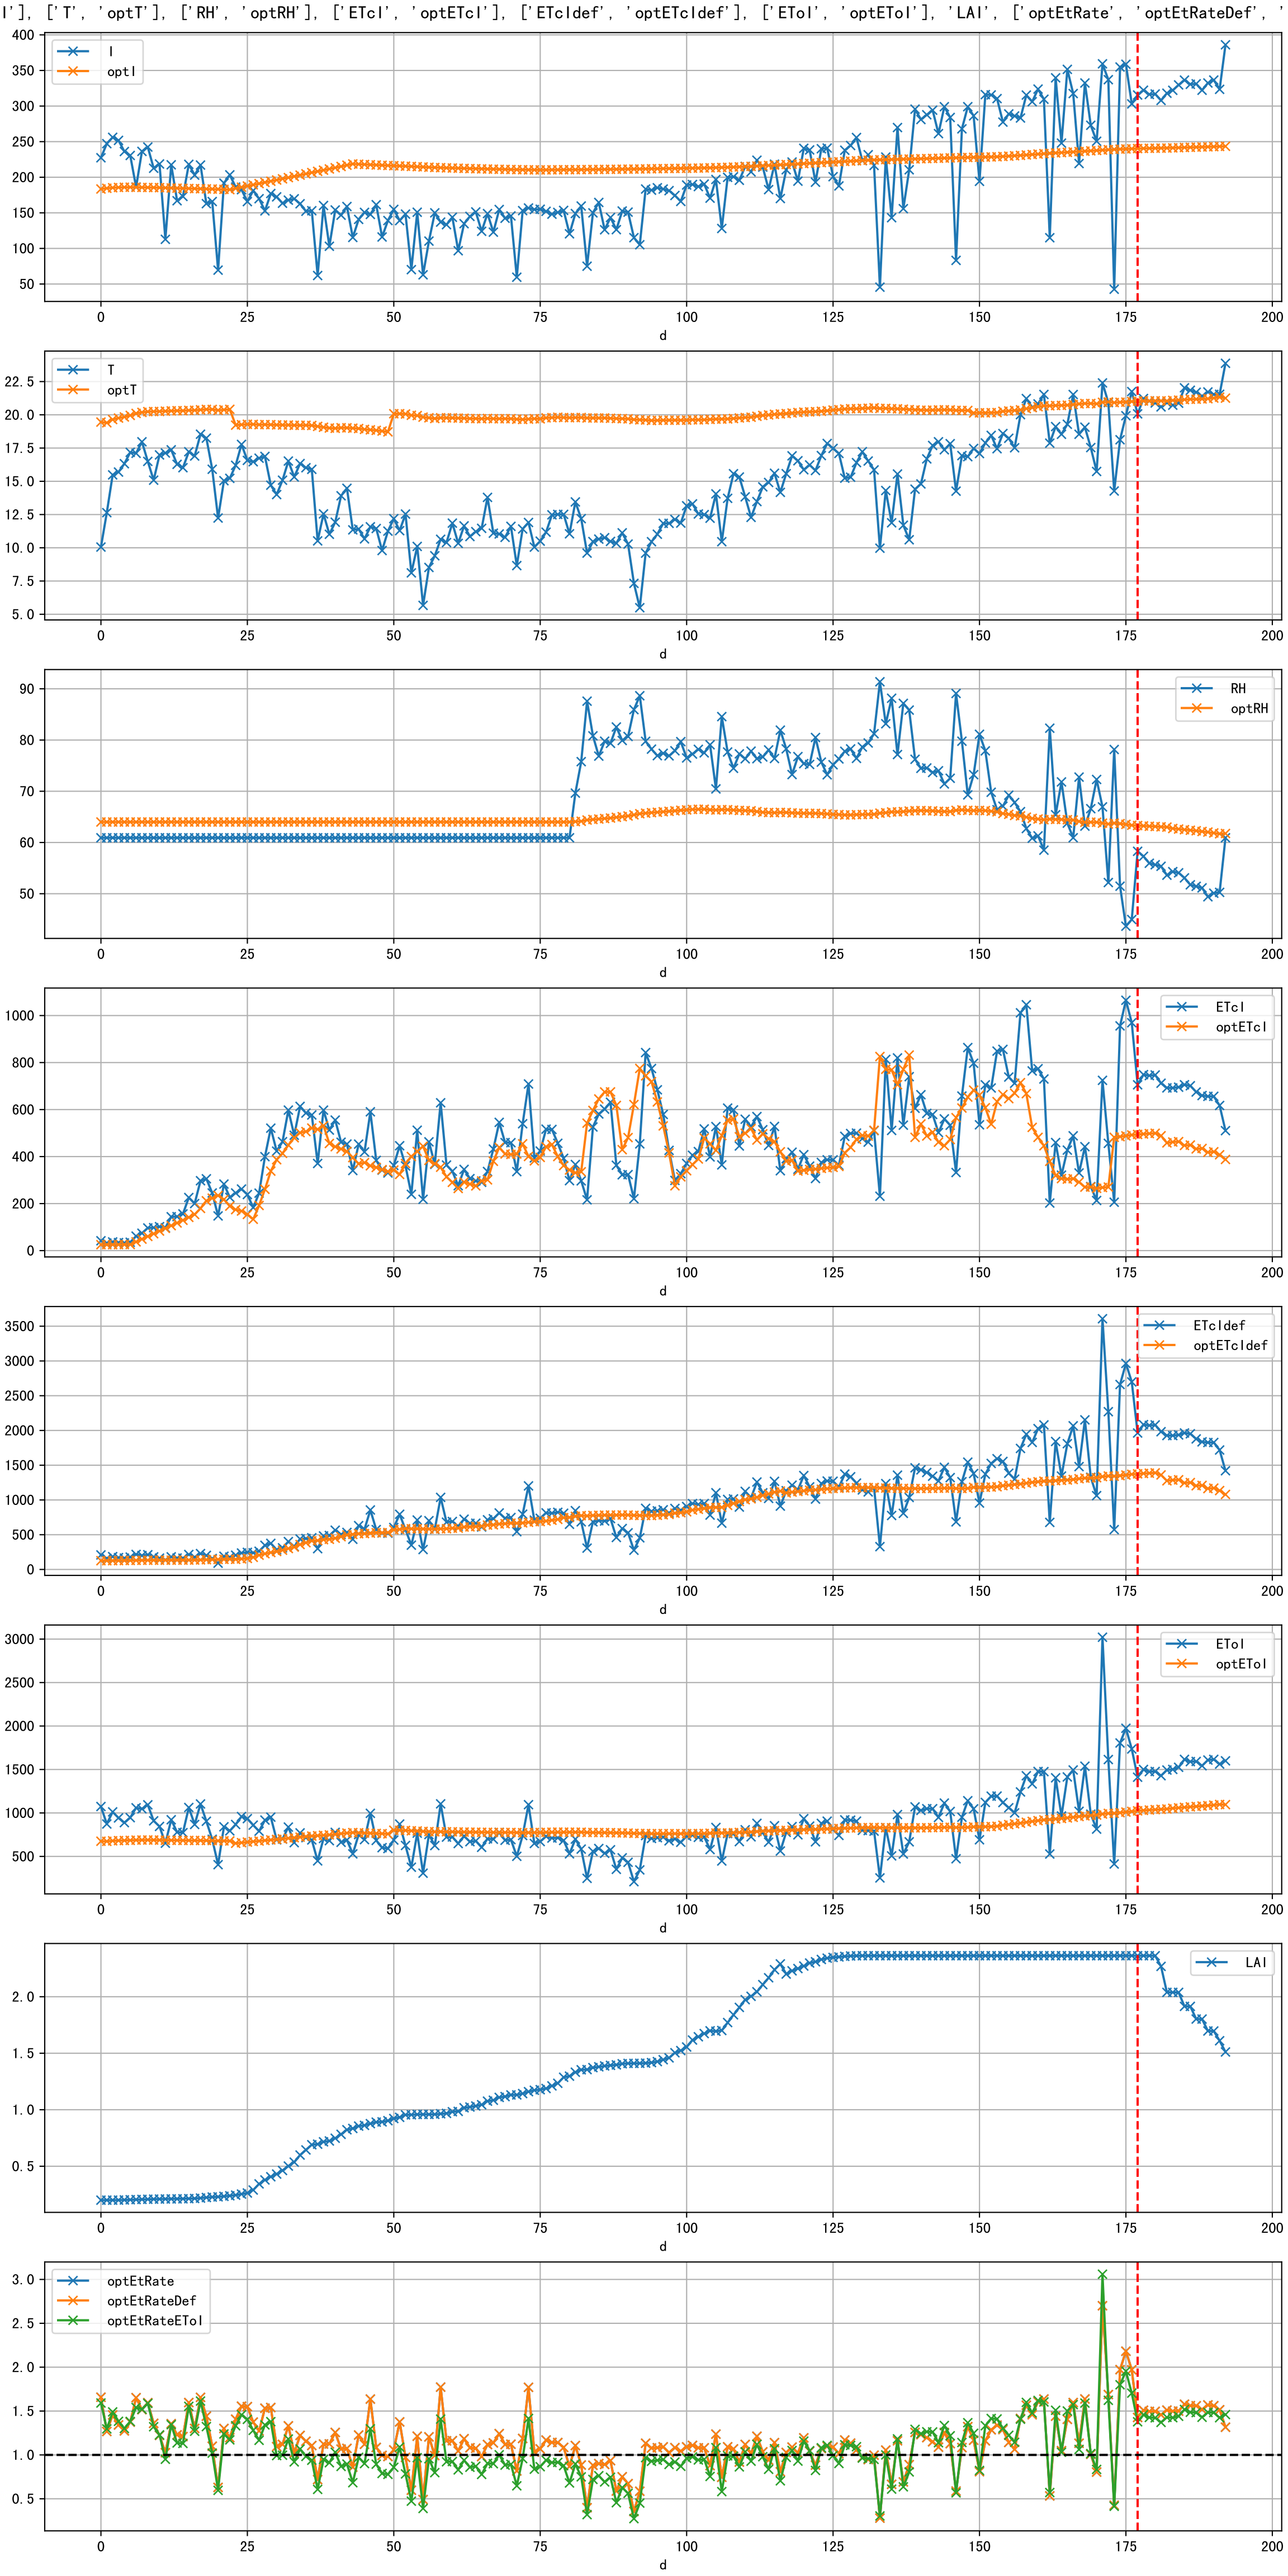 I'], ['T', 'optT'], ['RH', 'optRH'], ['ETcI', 'optETcI'], ['ETcIdef', 'optETcIdef'], ['EToI', 'optEToI'], 'LAI', ['optEtRate', 'optEtRateDef', '
400
350
300
250
200
150
100
50
I
optI
0 25 50 75 100 125 150 175 200
d
22.5
20.0
17.5
15.0
12.5
10.0
7.5
5.0
T
optT
0 25 50 75 100 125 150 175 200
d
90
80
70
60
50
RH
optRH
0 25 50 75 100 125 150 175 200
d
1000
800
600
400
200
0
ETcI
optETcI
0 25 50 75 100 125 150 175 200
d
3500
3000
2500
2000
1500
1000
500
0
ETcIdef
optETcIdef
0 25 50 75 100 125 150 175 200
d
3000
2500
2000
1500
1000
500
EToI
optEToI
0 25 50 75 100 125 150 175 200
d
2.0
1.5
1.0
0.5
LAI
0 25 50 75 100 125 150 175 200
d
3.0
2.5
2.0
1.5
1.0
0.5
optEtRate
optEtRateDef
optEtRateEToI
0 25 50 75 100 125 150 175 200
d